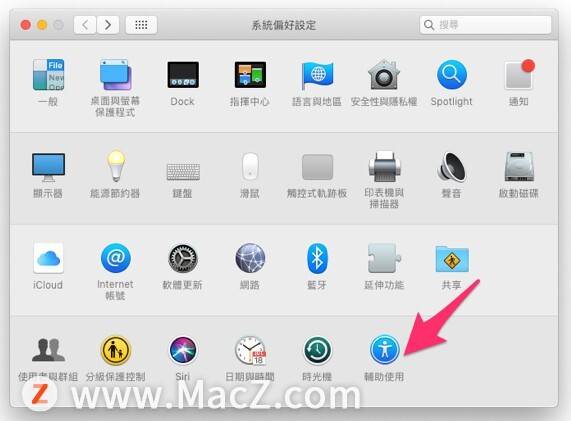 系統偏好設定
搜尋
File
New
Ope
一般
桌面與螢幕
保護程式
Dock
指揮中心
語言與地區
安全性與隱私權
Spotlight
通知
顯示器
能源節約器
鍵盤
滑鼠
觸控式軌跡板
印表機與
掃描器
聲音
啟動磁碟
iCloud
Internet
帳號
軟體更新
網路
藍牙
延伸功能
共享
使用者與群組
分級保護控制
Siri
18
日期與時間
時光機
輔助使用
Z www.MacZ.com